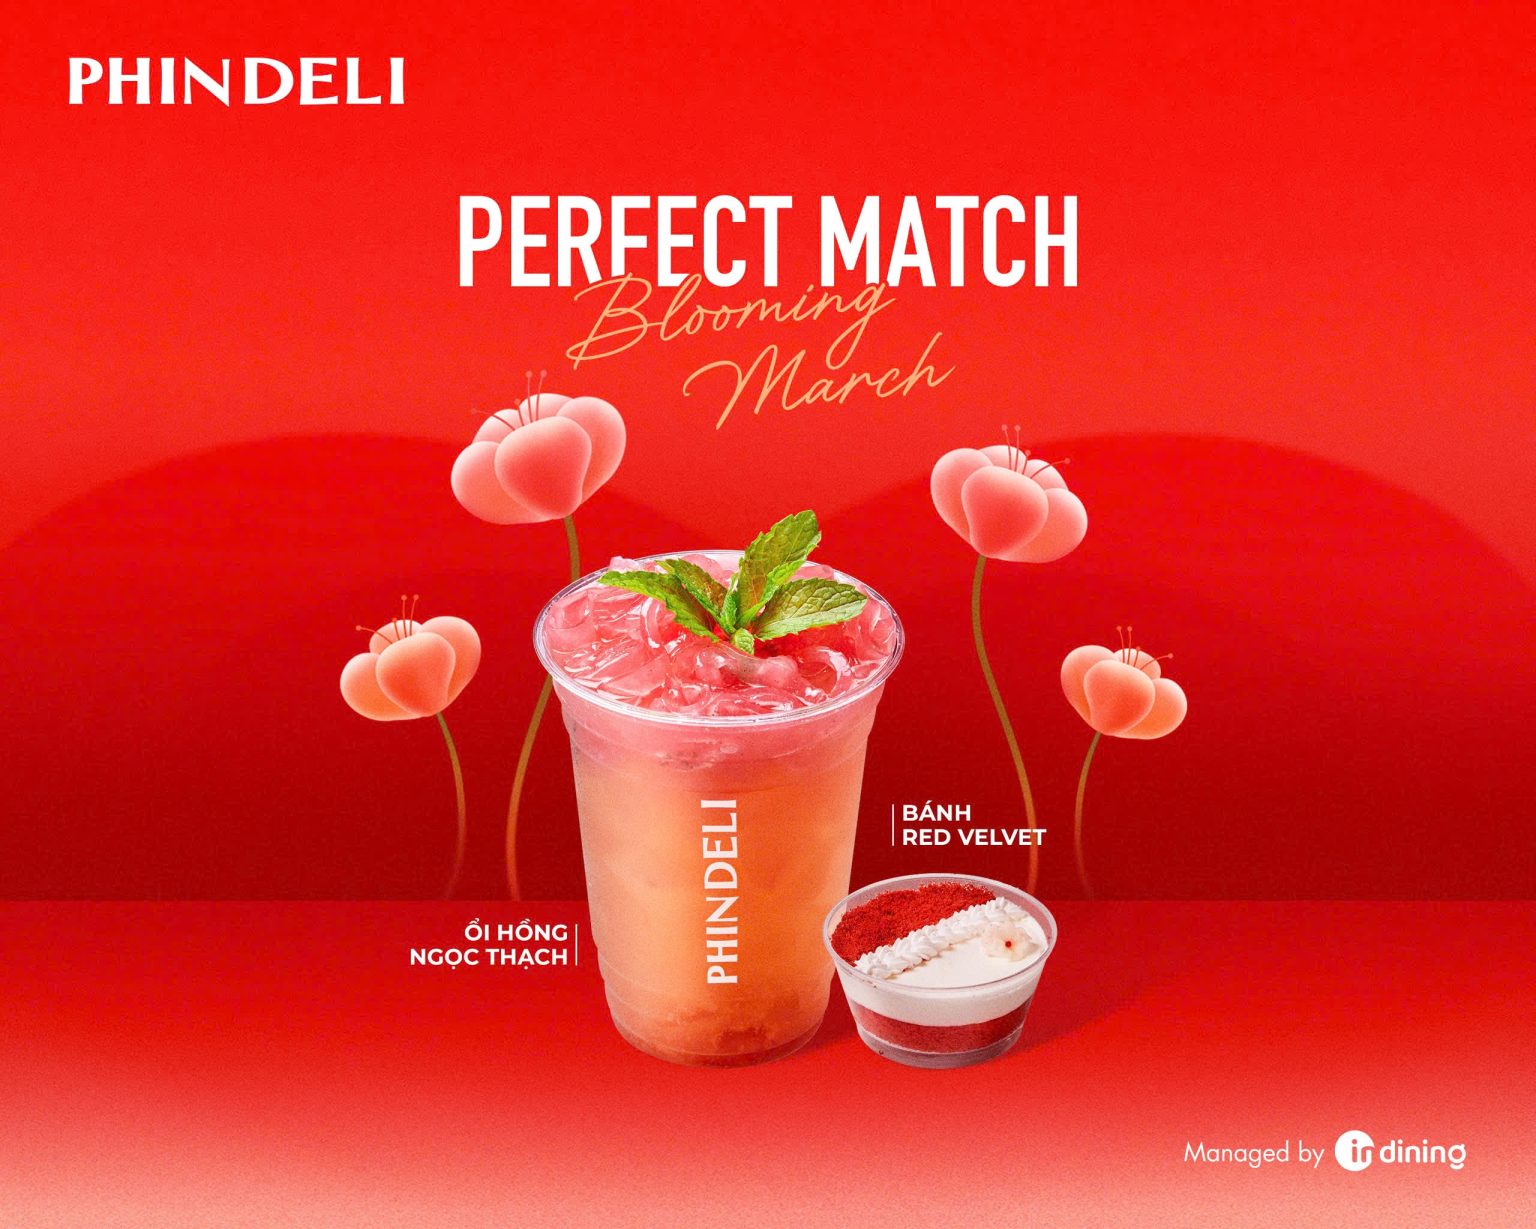 PHINDELI
PERFECT MATCH
Blooming
March
BÁNH
RED VELVET
PHINDELI
ỔI HỒNG
NGỌC THẠCH
Managed by in dining